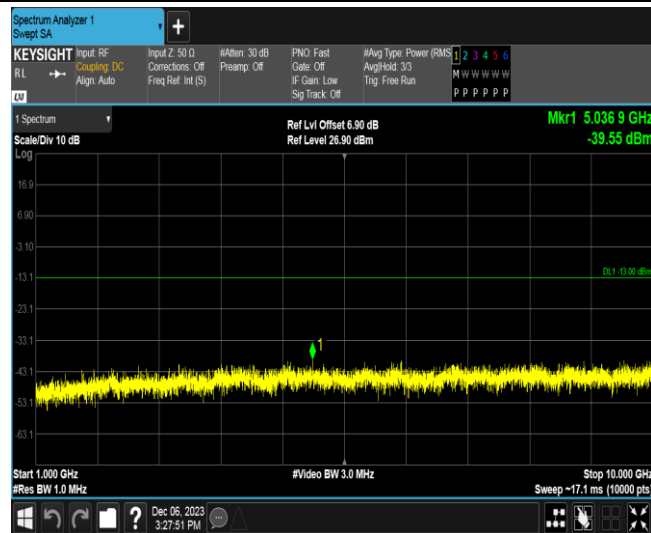 Spectrum Analyzer 1
Swept SA
+
KEYSIGHT
RL
LXI
Input: RF
Coupling: DC
Align: Auto
Input Z: 50 Ω
Corrections: Off
Freq Ref: Int (S)
#Atten: 30 dB
Preamp: Off
PNO: Fast
Gate: Off
IF Gain: Low
Sig Track: Off
#Avg Type: Power (RMS
Avg|Hold: 3/3
Trig: Free Run
1 2 3 4 5 6
M W W W W W
P P P P P P
1 Spectrum
Scale/Div 10 dB
Log
Ref Lvl Offset 6.90 dB
Ref Level 26.90 dBm
Mkr1 5.036 9 GHz
-39.55 dBm
16.9
6.90
-3.10
-13.1
DL1 -13.00 dBm
-23.1
-33.1
1
-43.1
-53.1
-63.1
Start 1.000 GHz
#Res BW 1.0 MHz
#Video BW 3.0 MHz
Stop 10.000 GHz
Sweep ~17.1 ms (10000 pts)
?
Dec 06, 2023
3:27:51 PM